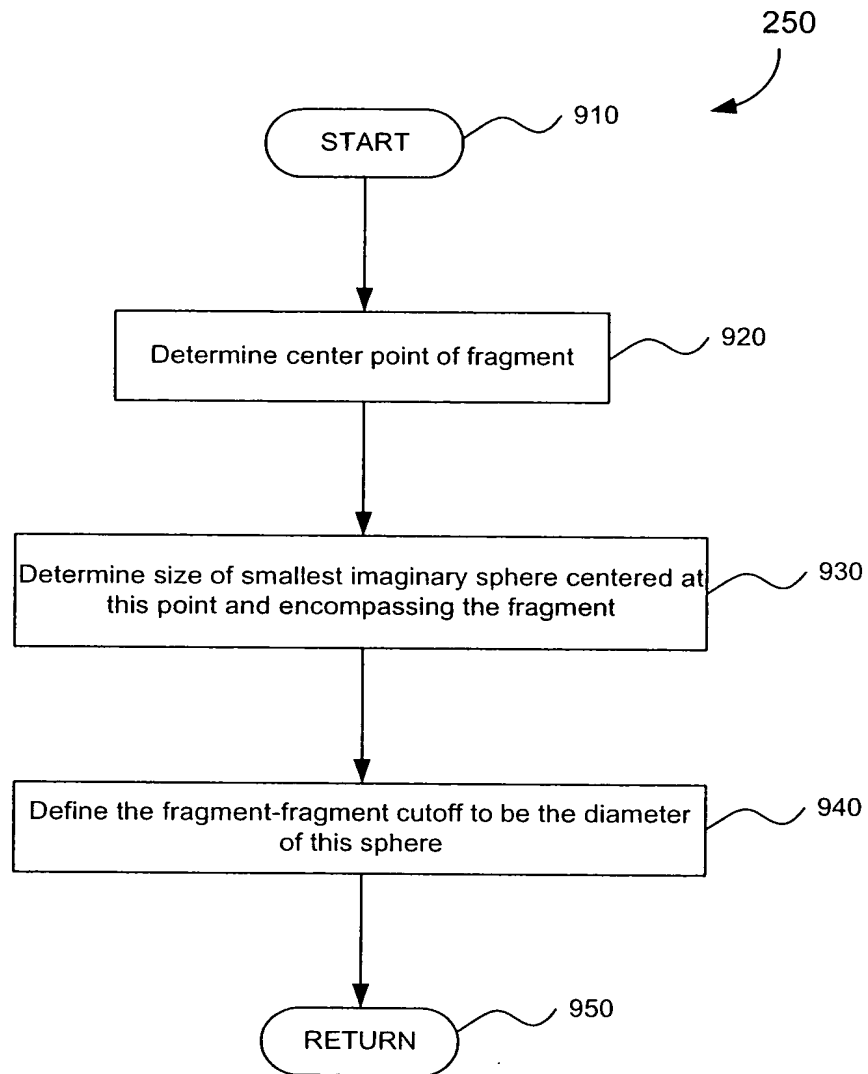 250
START
910
Determine center point of fragment
920
Determine size of smallest imaginary sphere centered at
this point and encompassing the fragment
930
Define the fragment-fragment cutoff to be the diameter
of this sphere
940
RETURN
950